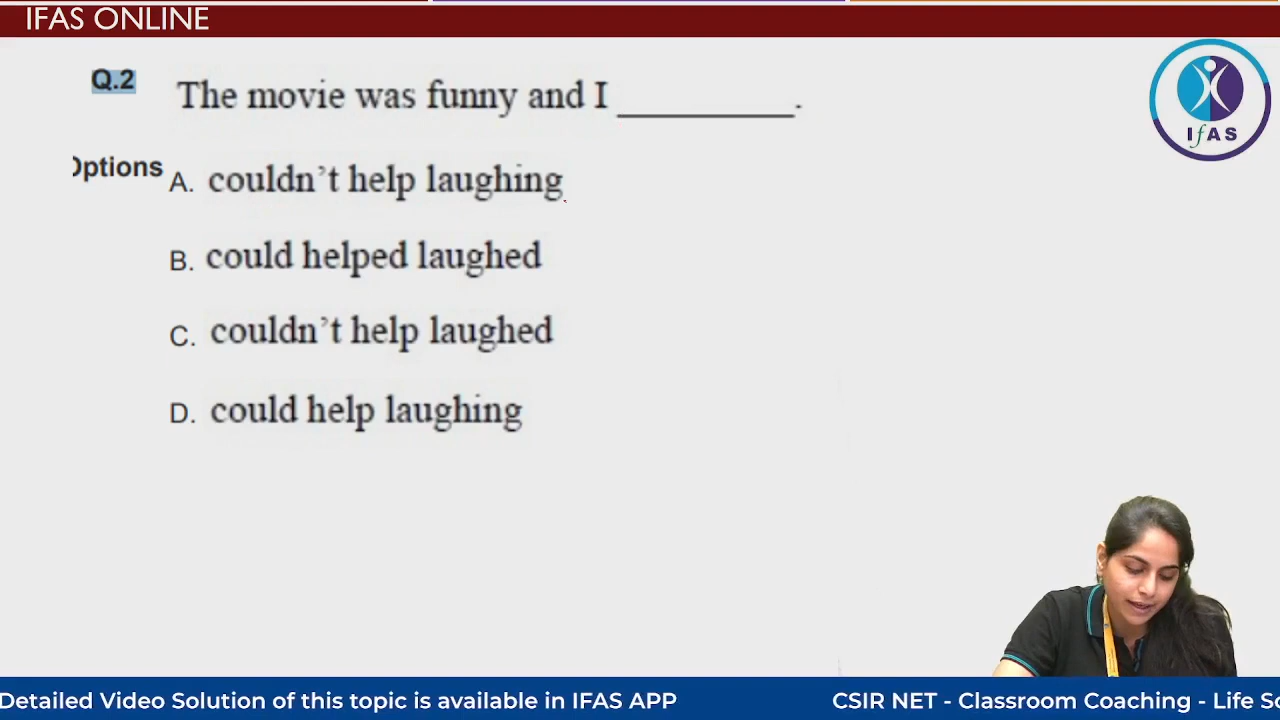 IFAS ONLINE
Q.2 The movie was funny and I __________.
Options A. couldn't help laughing
B. could helped laughed
C. couldn't help laughed
D. could help laughing
IfAS
Detailed Video Solution of this topic is available in IFAS APP
CSIR NET - Classroom Coaching - Life